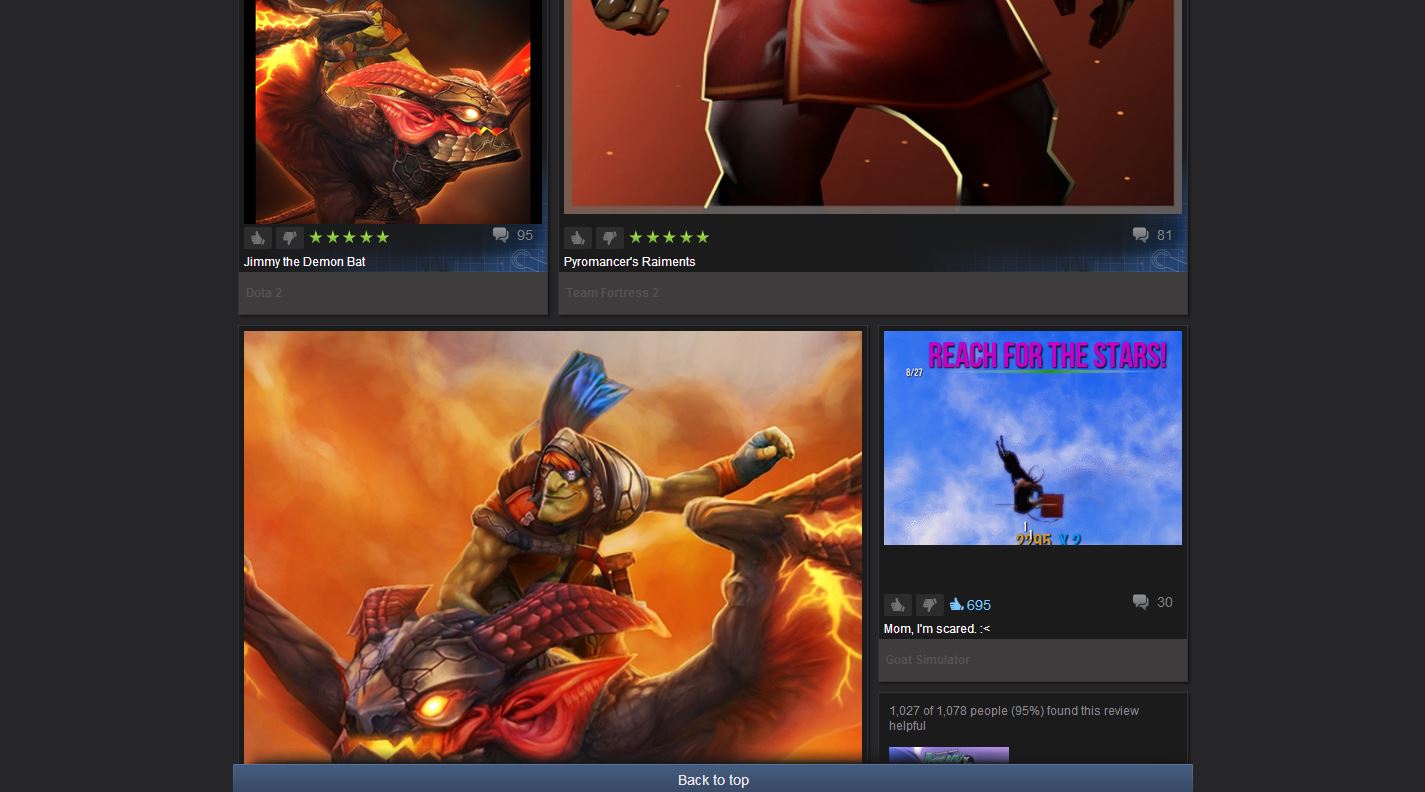 95
Jimmy the Demon Bat
Dota 2
81
Pyromancer's Raiments
Team Fortress 2
REACH FOR THE STARS!
8/27
1
2295 X 2
695
30
Mom, I'm scared. :<
Goat Simulator
1,027 of 1,078 people (95%) found this review
helpful
Back to top